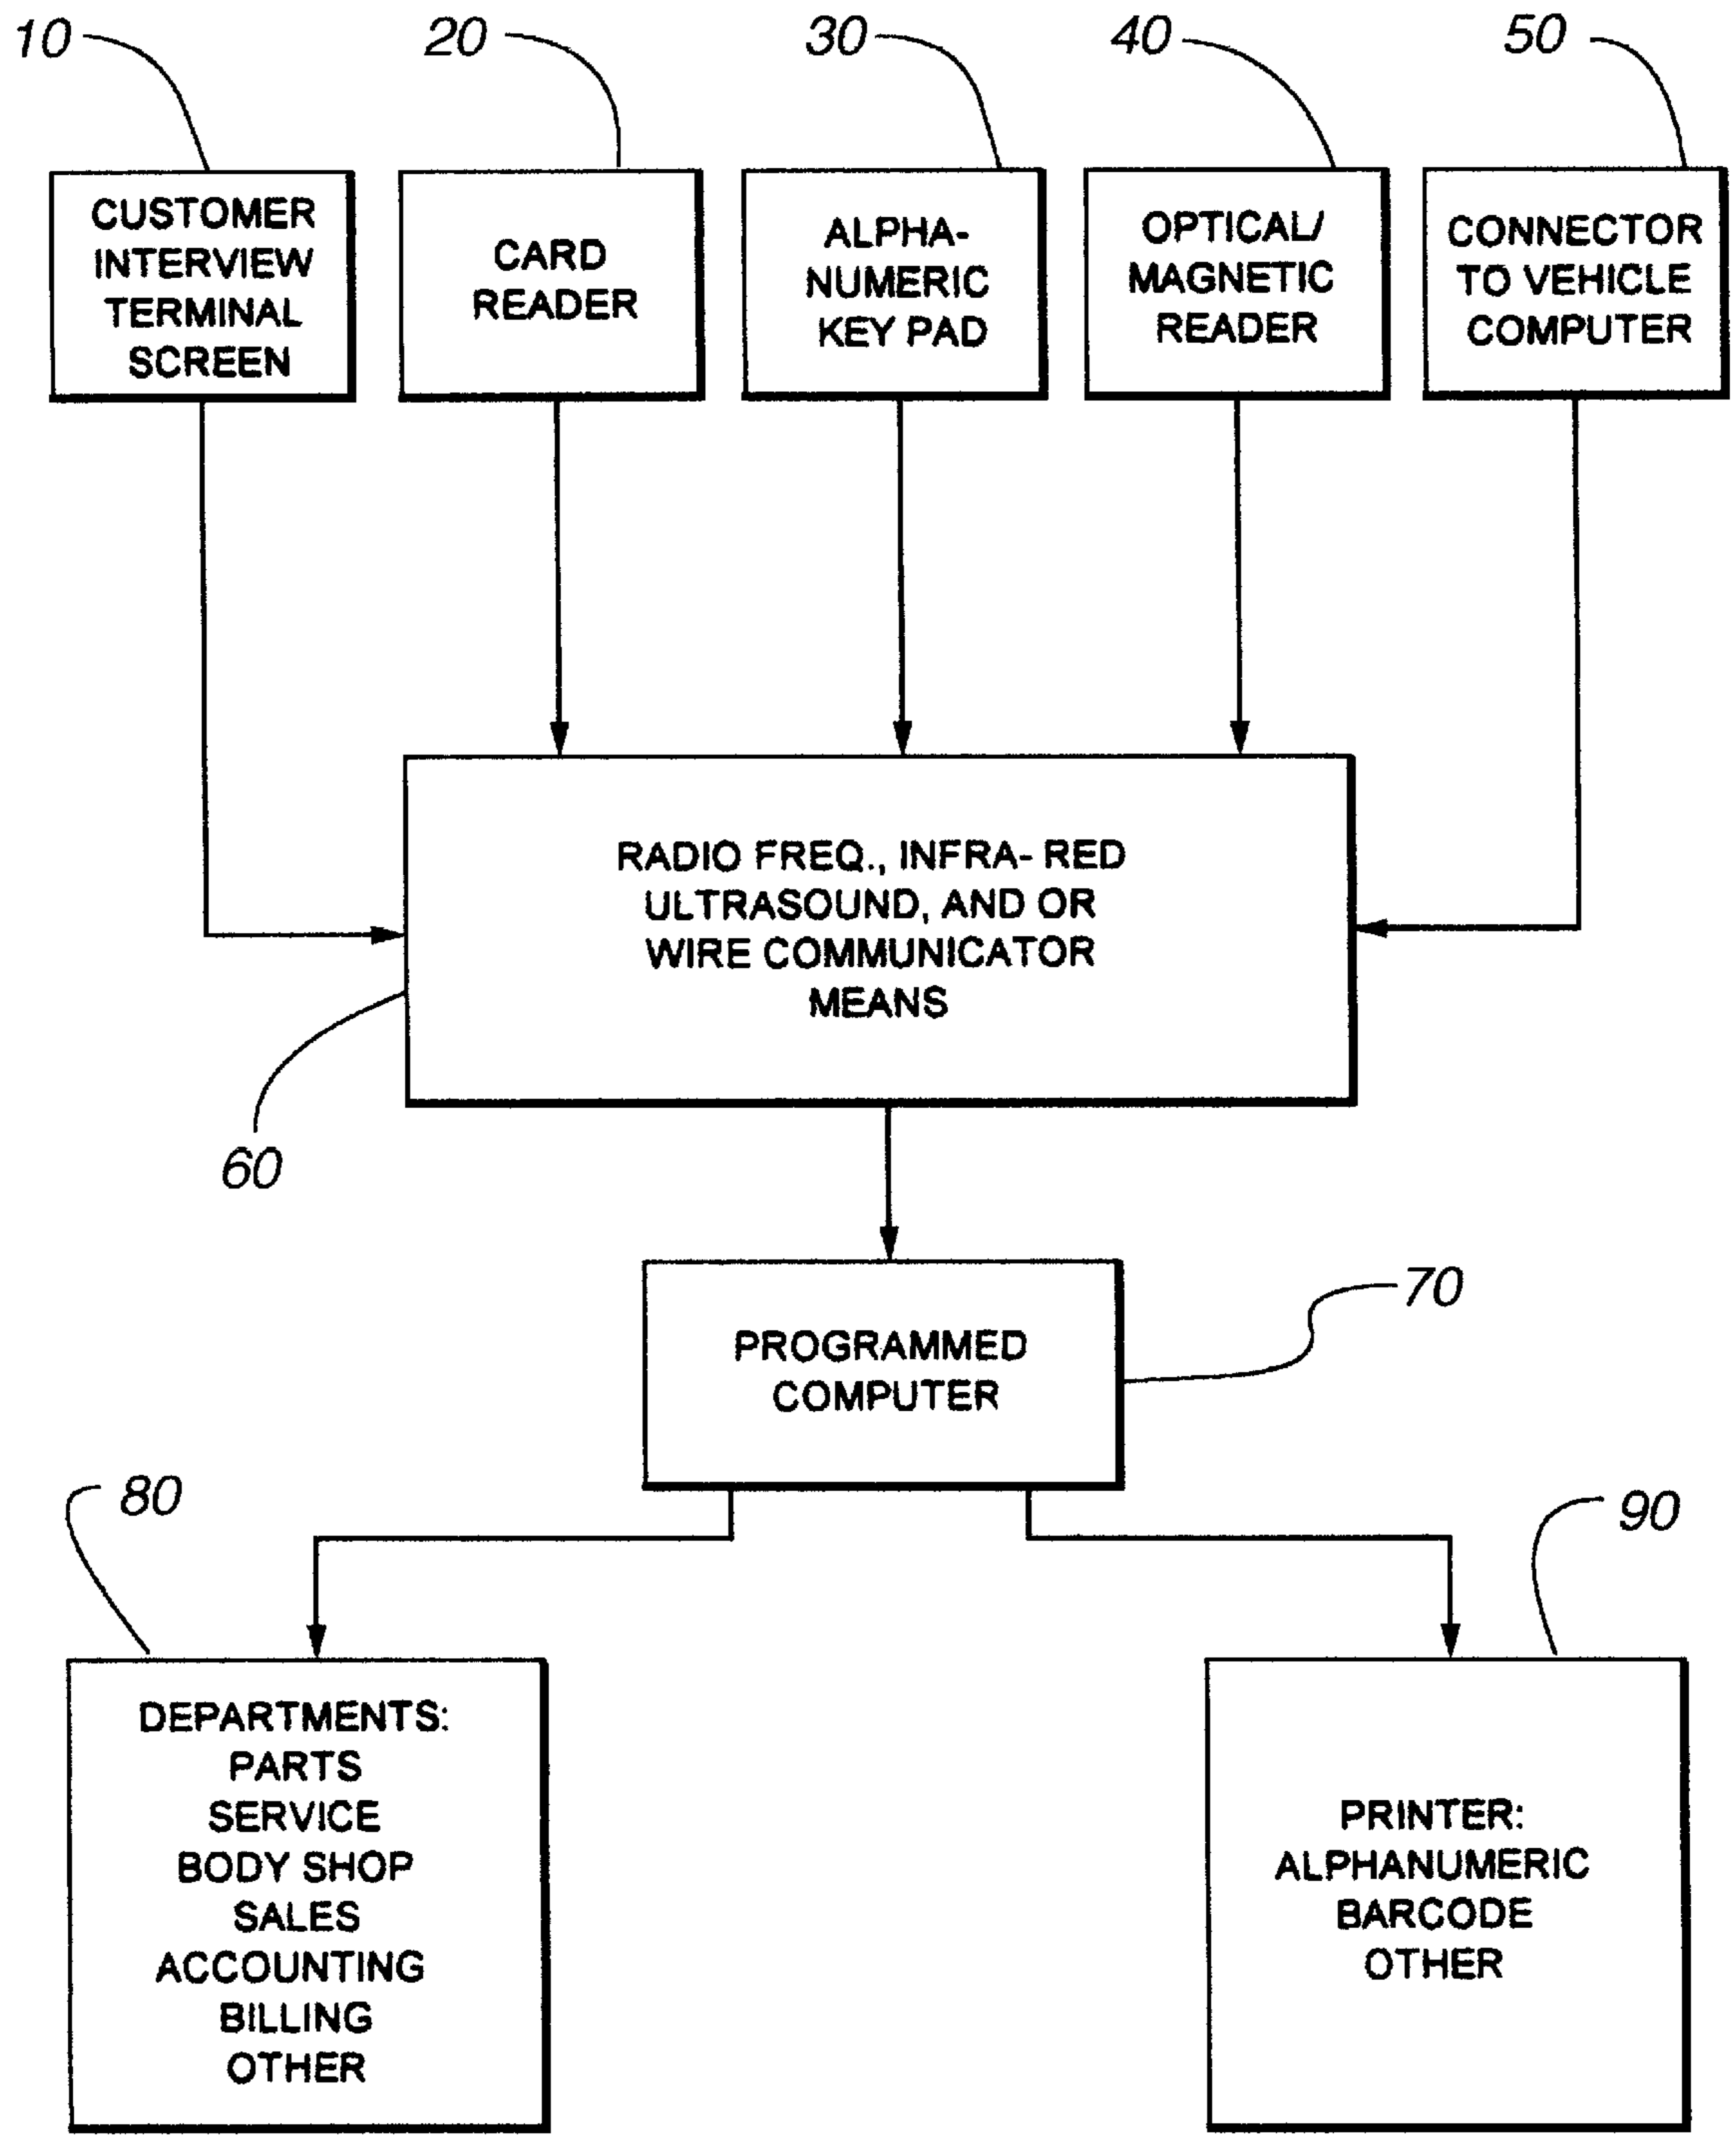 10
20
30
40
50
CUSTOMER
INTERVIEW
TERMINAL
SCREEN
CARD
READER
ALPHA-
NUMERIC
KEY PAD
OPTICAL/
MAGNETIC
READER
CONNECTOR
TO VEHICLE
COMPUTER
RADIO FREQ., INFRA- RED
ULTRASOUND, AND OR
WIRE COMMUNICATOR
MEANS
60
PROGRAMMED
COMPUTER
70
80
90
DEPARTMENTS:
PARTS
SERVICE
BODY SHOP
SALES
ACCOUNTING
BILLING
OTHER
PRINTER:
ALPHANUMERIC
BARCODE
OTHER